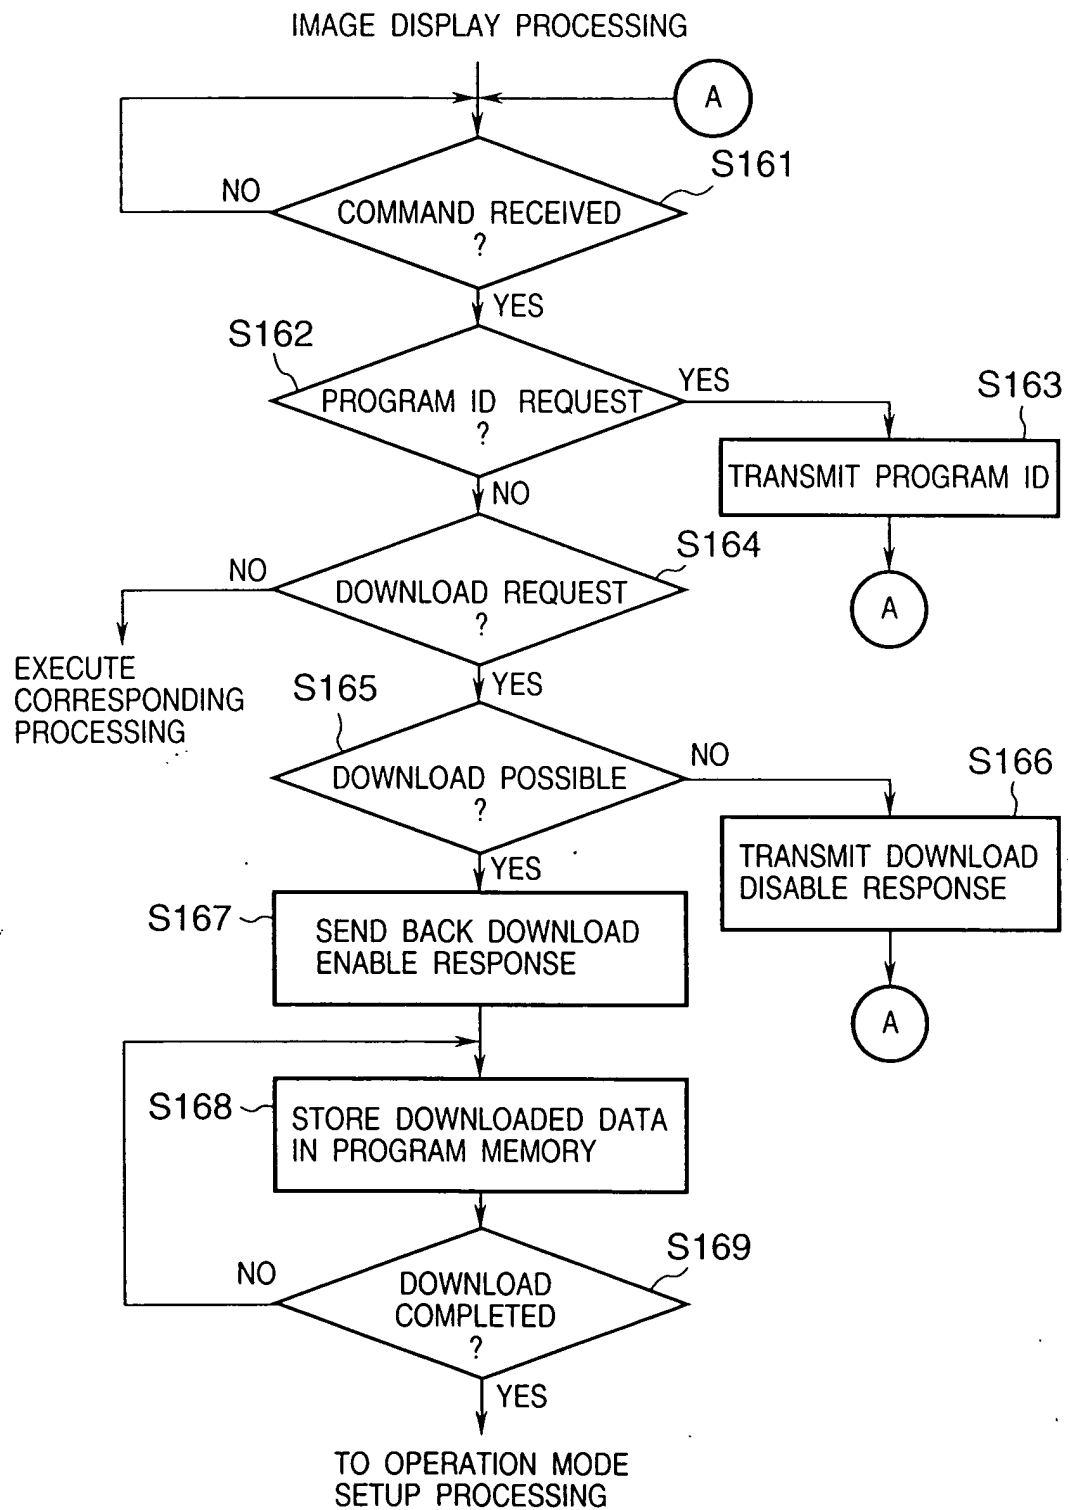 IMAGE DISPLAY PROCESSING
A
S161
NO
COMMAND RECEIVED
?
YES
S162
PROGRAM ID REQUEST
?
YES
S163
TRANSMIT PROGRAM ID
NO
A
S164
NO
DOWNLOAD REQUEST
?
EXECUTE
CORRESPONDING
PROCESSING
YES
S165
DOWNLOAD POSSIBLE
?
NO
S166
TRANSMIT DOWNLOAD
DISABLE RESPONSE
YES
A
S167
SEND BACK DOWNLOAD
ENABLE RESPONSE
S168
STORE DOWNLOADED DATA
IN PROGRAM MEMORY
S169
NO
DOWNLOAD
COMPLETED
?
YES
TO OPERATION MODE
SETUP PROCESSING